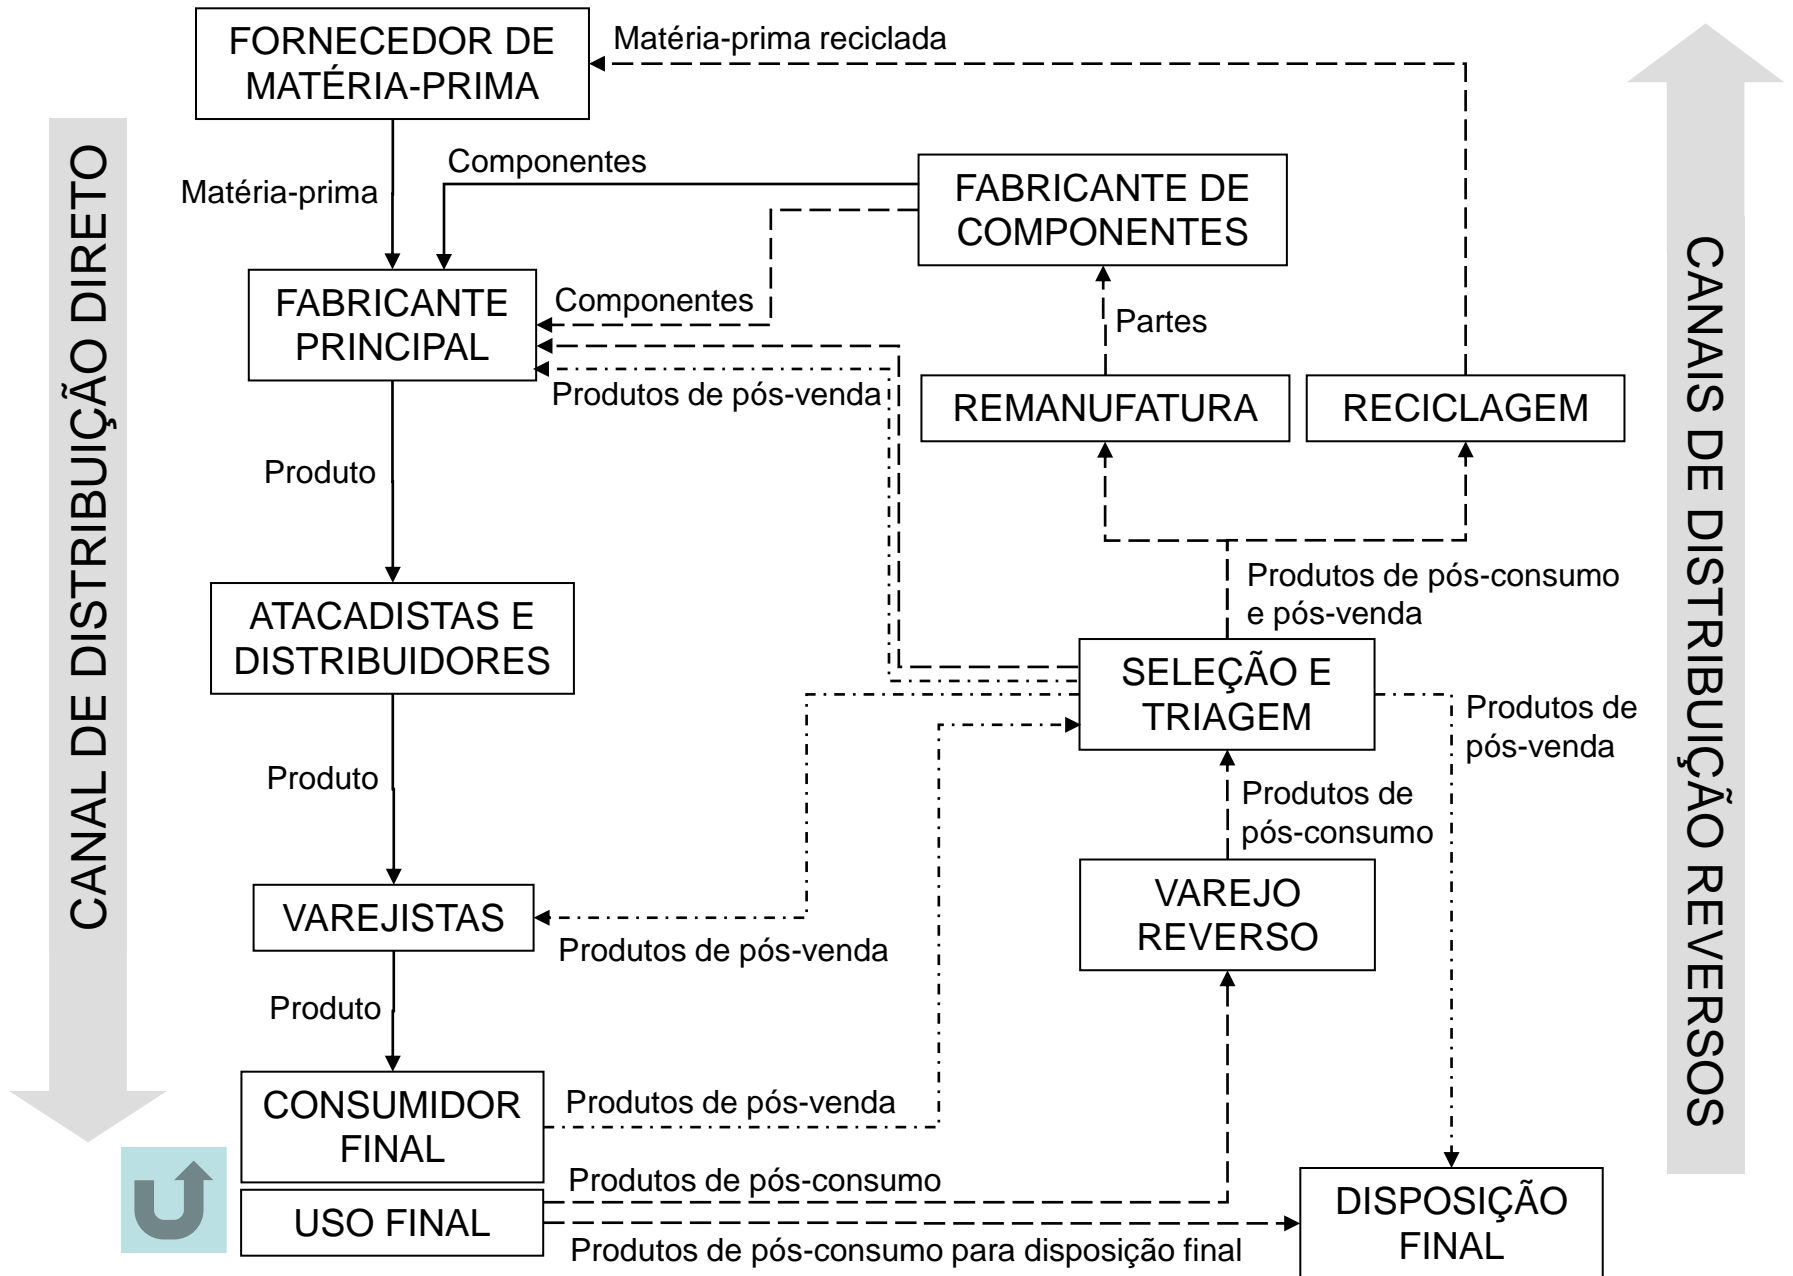 FORNECEDOR DE
MATÉRIA-PRIMA
Matéria-prima reciclada
CANAL DE DISTRIBUIÇÃO DIRETO
CANAIS DE DISTRIBUIÇÃO REVERSOS
Matéria-prima
Componentes
FABRICANTE DE
COMPONENTES
FABRICANTE
PRINCIPAL
Componentes
Partes
Produtos de pós-venda
REMANUFATURA
RECICLAGEM
Produto
Produtos de pós-consumo
e pós-venda
ATACADISTAS E
DISTRIBUIDORES
SELEÇÃO E
TRIAGEM
Produtos de
pós-venda
Produto
Produtos de
pós-consumo
VAREJISTAS
VAREJO
REVERSO
Produtos de pós-venda
Produto
CONSUMIDOR
FINAL
Produtos de pós-venda
Produtos de pós-consumo
USO FINAL
DISPOSIÇÃO
FINAL
Produtos de pós-consumo para disposição final